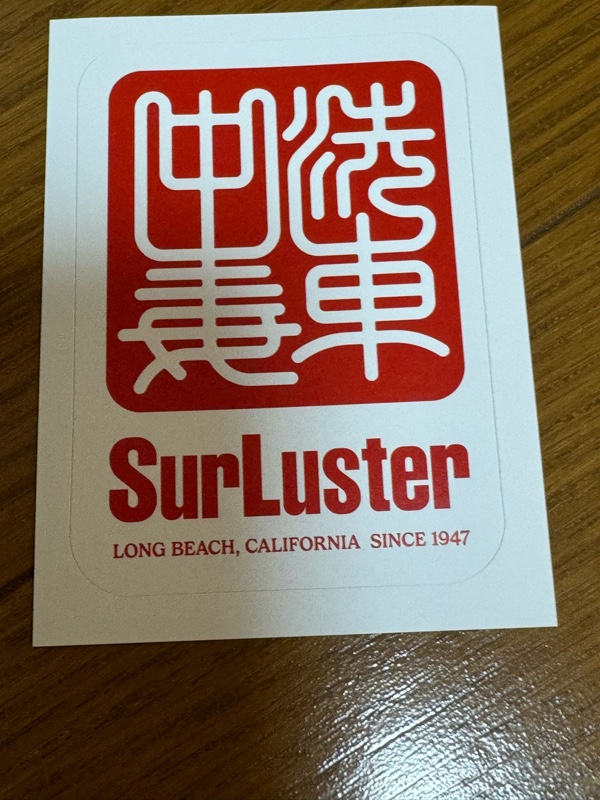 洗車
中毒
SurLuster
LONG BEACH, CALIFORNIA SINCE 1947